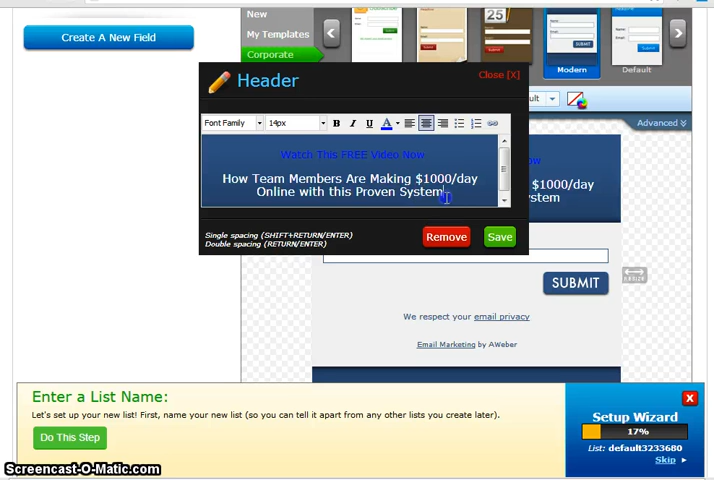 New
My Templates
Corporate
Create A New Field
25
SUBMIT
Modern
Default
Header
Close [X]
Font Family
14px
B I U A
Advanced
Watch This FREE Video Now
How Team Members Are Making $1000/day
Online with this Proven System
$1000/day
Single spacing (SHIFT+RETURN/ENTER)
Double spacing (RETURN/ENTER)
Remove
Save
SUBMIT
We respect your email privacy
Email Marketing by AWeber
Enter a List Name:
Let's set up your new list! First, name your new list (so you can tell it apart from any other lists you create later).
Do This Step
Setup Wizard
17%
List: default3233680
Skip
Screencast-O-Matic.com